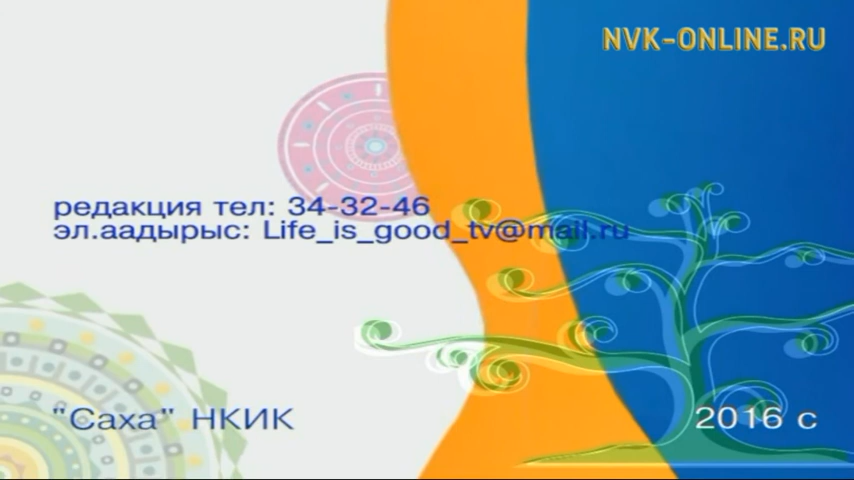 NVK-ONLINE.RU
редакция тел: 34-32-46
эл.аадырыс: Life_is_good_tv@mail.ru
"Саха" НКИК
2016 с